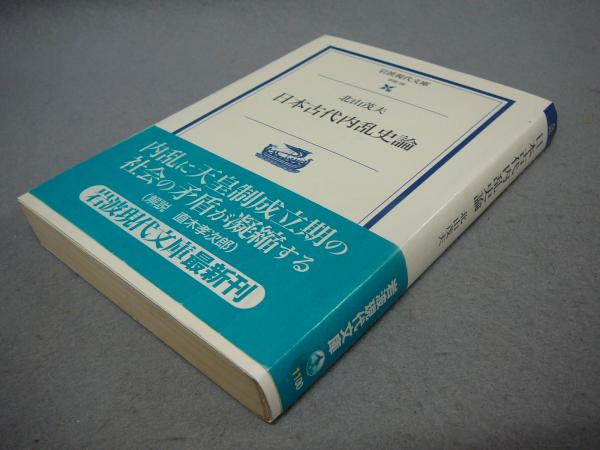 岩波現代文庫
北山茂夫
日本古代内乱史論
内乱に天皇制成立期の
社会の矛盾が凝縮する
(解説 直木孝次郎)
岩波現代文庫最新刊
日本古代内乱史論 北山茂夫
岩波現代文庫
1100